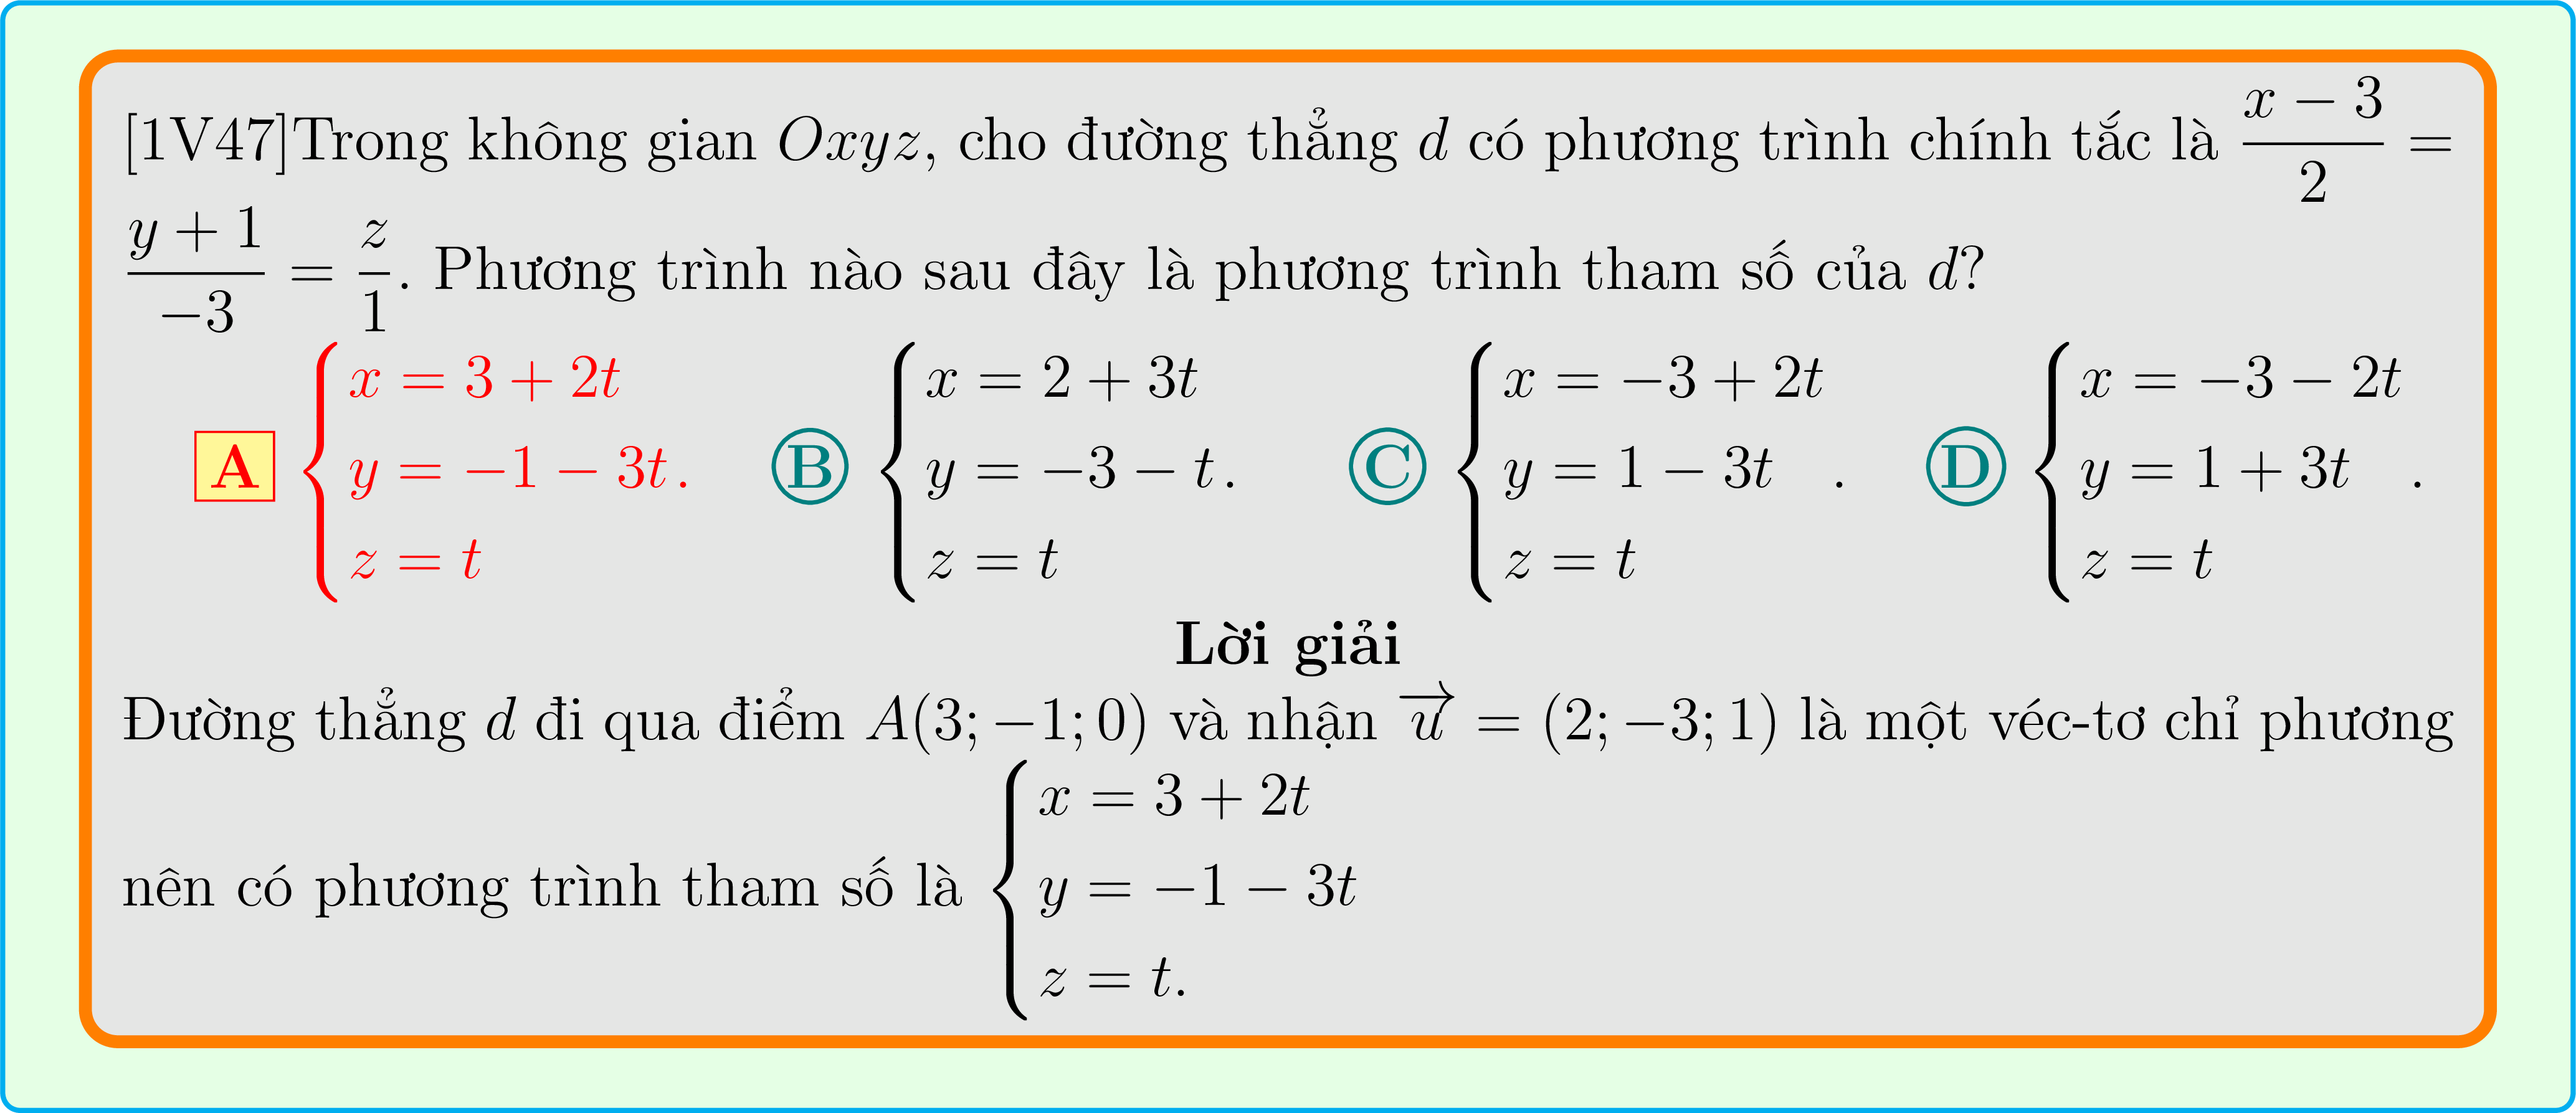 [1V47]Trong không gian $Oxyz$, cho đường thẳng $d$ có phương trình chính tắc là $\dfrac{x-3}{2} =$
$\dfrac{y+1}{-3} = \dfrac{z}{1}$. Phương trình nào sau đây là phương trình tham số của $d$?
A $\begin{cases} x = 3 + 2t \\ y = -1 - 3t \\ z = t \end{cases}$. B $\begin{cases} x = 2 + 3t \\ y = -3 - t \\ z = t \end{cases}$. C $\begin{cases} x = -3 + 2t \\ y = 1 - 3t \\ z = t \end{cases}$. D $\begin{cases} x = -3 - 2t \\ y = 1 + 3t \\ z = t \end{cases}$.
Lời giải
Đường thẳng $d$ đi qua điểm $A(3; -1; 0)$ và nhận $\overrightarrow{u} = (2; -3; 1)$ là một véc-tơ chỉ phương
nên có phương trình tham số là $\begin{cases} x = 3 + 2t \\ y = -1 - 3t \\ z = t. \end{cases}$